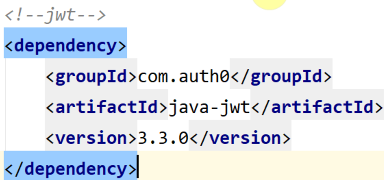 <!--jwt-->
<dependency>
    <groupId>com.auth0</groupId>
    <artifactId>java-jwt</artifactId>
    <version>3.3.0</version>
</dependency>